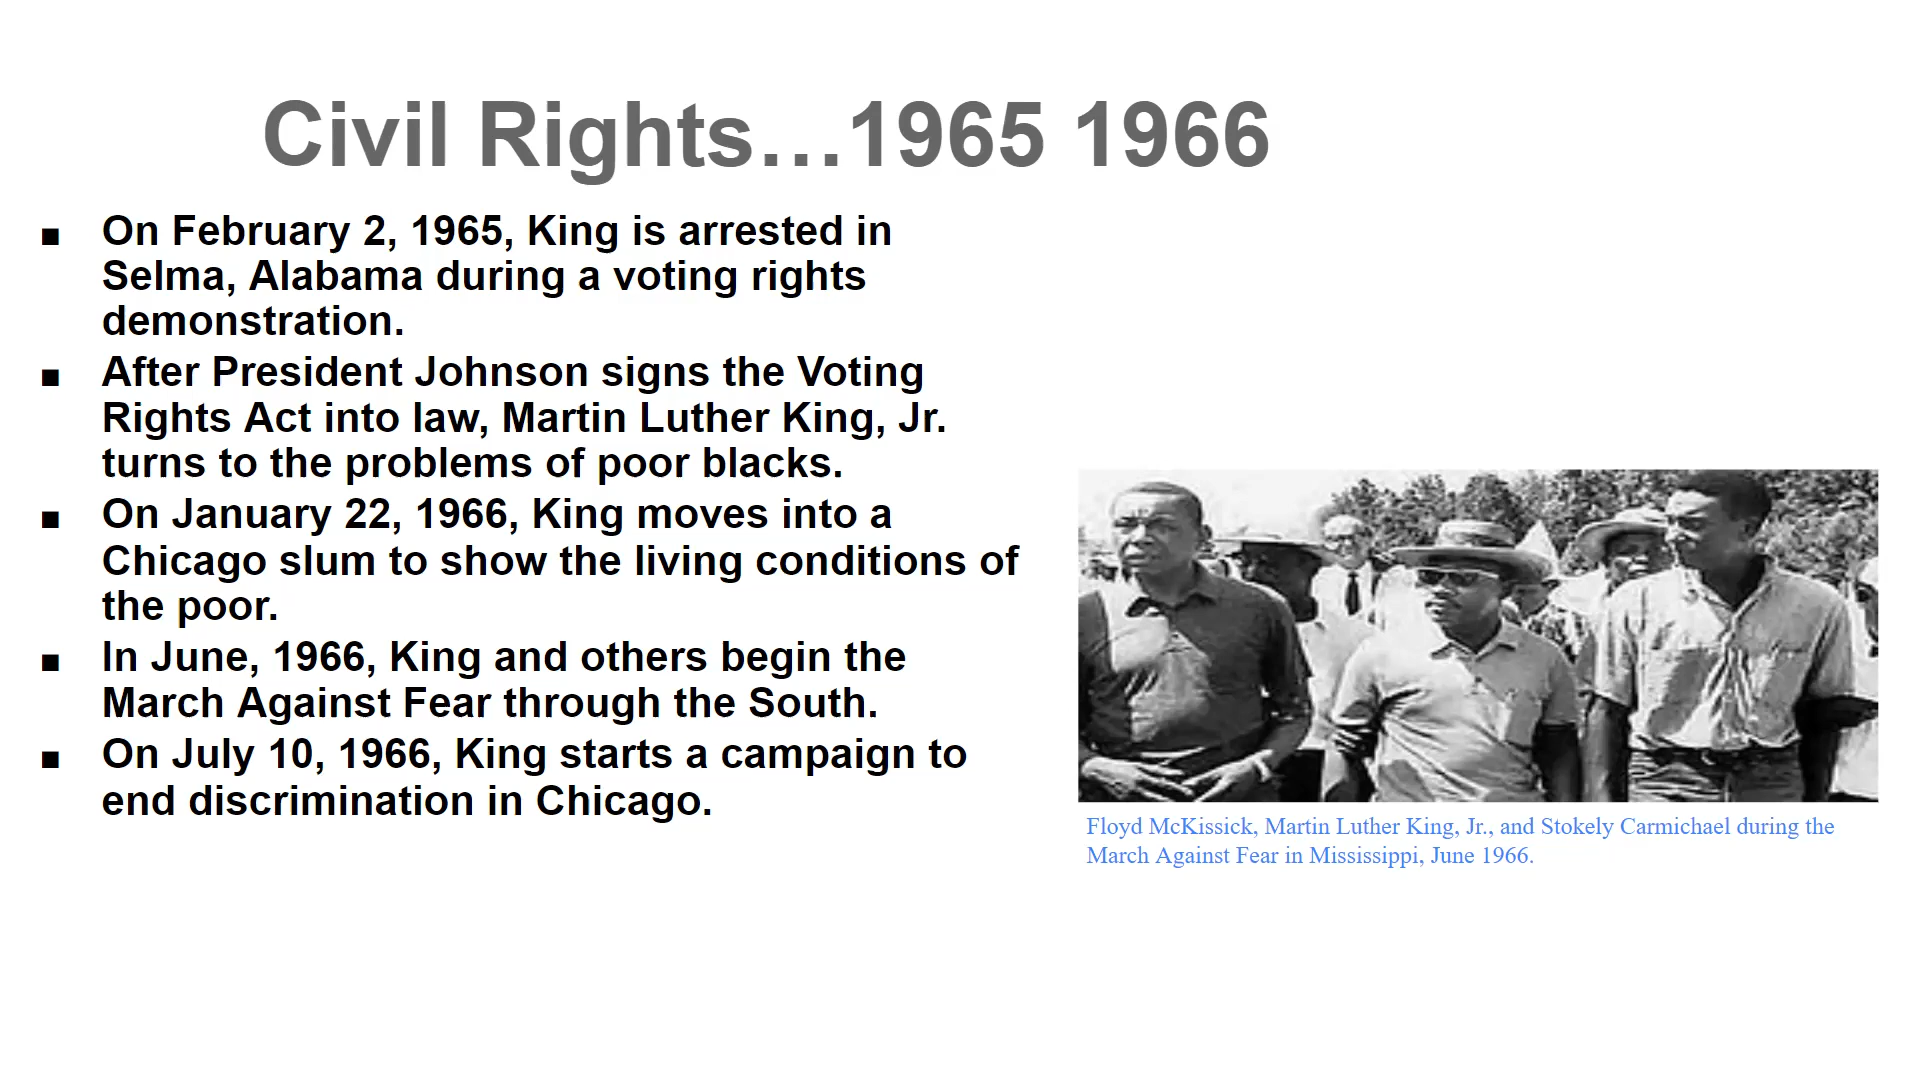 Civil Rights…1965 1966
■ On February 2, 1965, King is arrested in
Selma, Alabama during a voting rights
demonstration.
■ After President Johnson signs the Voting
Rights Act into law, Martin Luther King, Jr.
turns to the problems of poor blacks.
■ On January 22, 1966, King moves into a
Chicago slum to show the living conditions of
the poor.
■ In June, 1966, King and others begin the
March Against Fear through the South.
■ On July 10, 1966, King starts a campaign to
end discrimination in Chicago.
Floyd McKissick, Martin Luther King, Jr., and Stokely Carmichael during the
March Against Fear in Mississippi, June 1966.